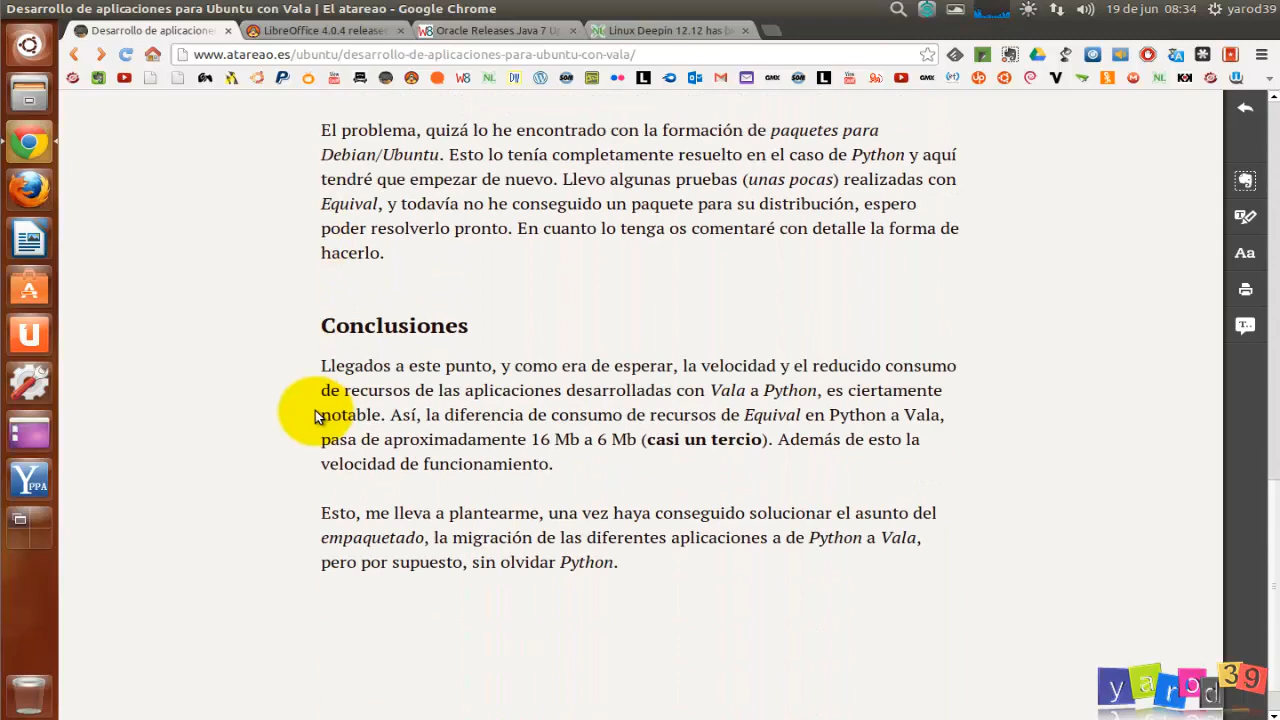 Desarrollo de aplicaciones para Ubuntu con Vala | El atareao - Google Chrome
19 de jun 08:34 yarod39
Desarrollo de aplicacione × LibreOffice 4.0.4 release × Oracle Releases Java 7 U × Linux Deepin 12.12 has b ×
www.atareao.es/ubuntu/desarrollo-de-aplicaciones-para-ubuntu-con-vala/
El problema, quizá lo he encontrado con la formación de paquetes para
Debian/Ubuntu. Esto lo tenía completamente resuelto en el caso de Python y aquí
tendré que empezar de nuevo. Llevo algunas pruebas (unas pocas) realizadas con
Equival, y todavía no he conseguido un paquete para su distribución, espero
poder resolverlo pronto. En cuanto lo tenga os comentaré con detalle la forma de
hacerlo.
Conclusiones
Llegados a este punto, y como era de esperar, la velocidad y el reducido consumo
de recursos de las aplicaciones desarrolladas con Vala a Python, es ciertamente
notable. Así, la diferencia de consumo de recursos de Equival en Python a Vala,
pasa de aproximadamente 16 Mb a 6 Mb (casi un tercio). Además de esto la
velocidad de funcionamiento.
Esto, me lleva a plantearme, una vez haya conseguido solucionar el asunto del
empaquetado, la migración de las diferentes aplicaciones a de Python a Vala,
pero por supuesto, sin olvidar Python.
Aa
T..
YPPA
yarod39